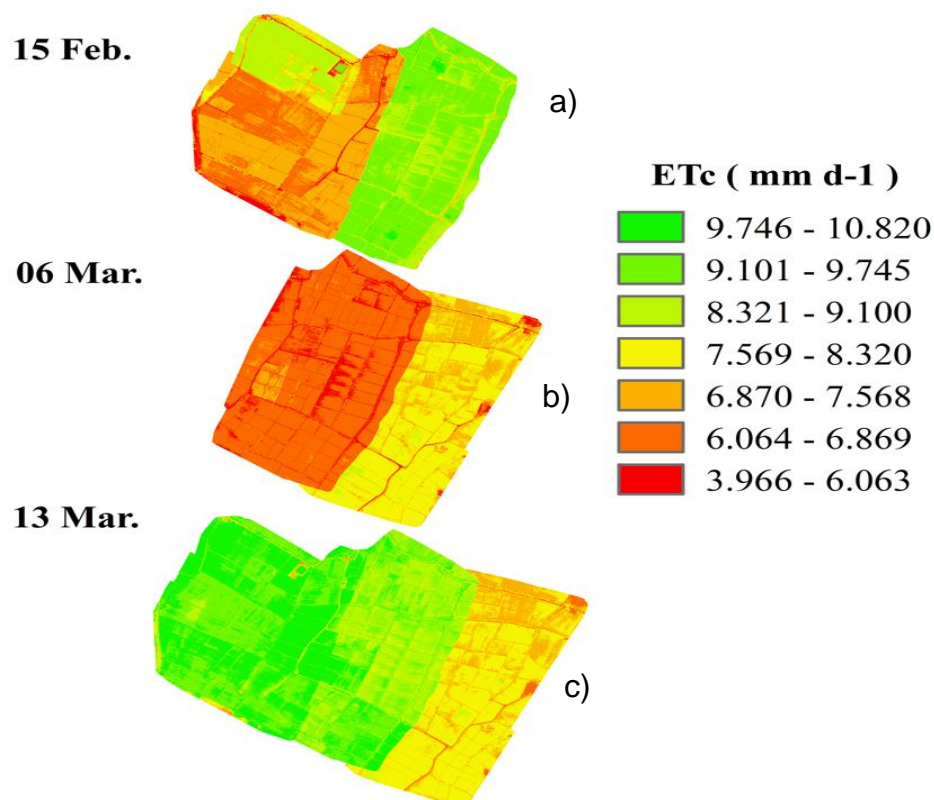 15 Feb.
a)
06 Mar.
b)
13 Mar.
c)
ETc ( mm d-1 )
9.746 - 10.820
9.101 - 9.745
8.321 - 9.100
7.569 - 8.320
6.870 - 7.568
6.064 - 6.869
3.966 - 6.063